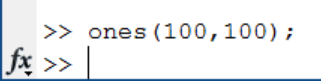 >> ones(100,100);
fx >>